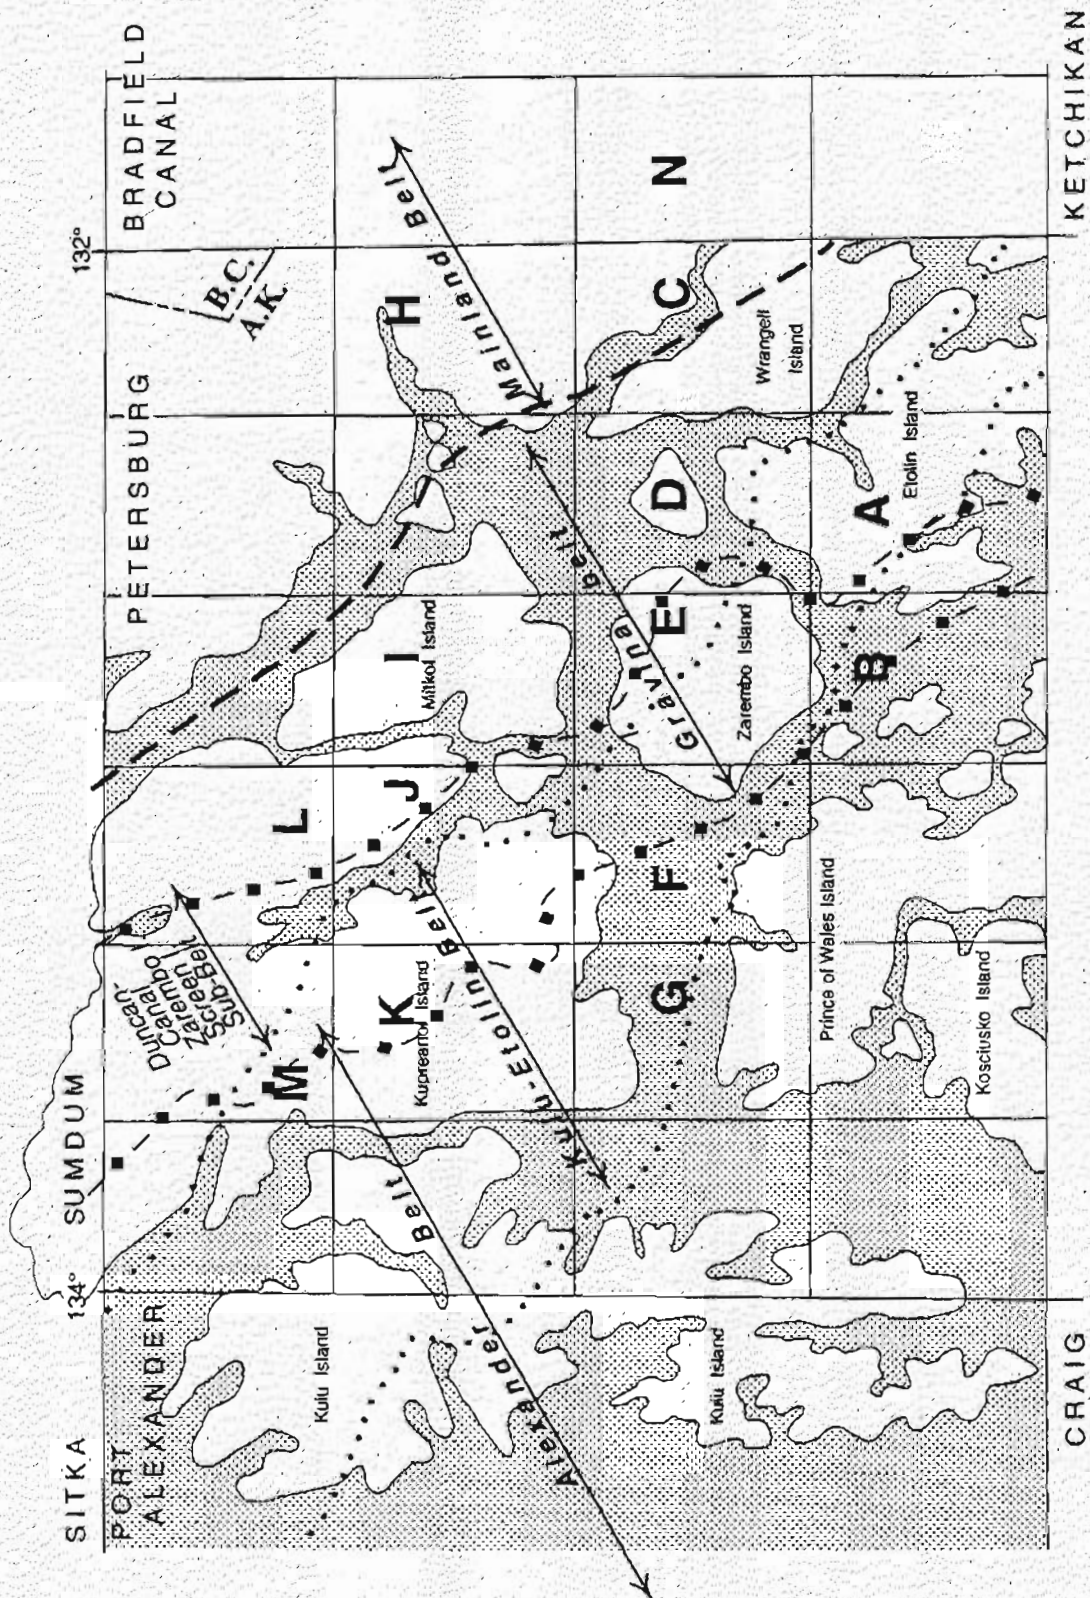 SITKA
SUMDUM
134°
132°
PORT
ALEXANDER
PETERSBURG
BRADFIELD
CANAL
B.C.
A.K.
Duncan-
Canal
Zarembo I
Screen I
Sub-Belt
M
L
H
Mainland Belt
Kuiu Island
Kupreanof Island
K
J
I
Mitkof Island
Alexander Belt
Kuiu-Etolin Belt
Gravina Belt
G
F
E
D
C
N
Kuiu Island
Zarembo Island
Wrangell
Island
Prince of Wales Island
B
A
Etolin Island
Kosciusko Island
CRAIG
KETCHIKAN